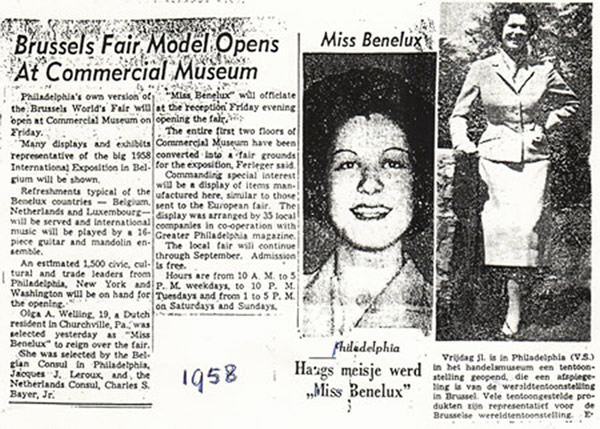 Brussels Fair Model Opens
At Commercial Museum
Philadelphia's own version of
the Brussels World's Fair will
open at Commercial Museum on
Friday.
Many displays and exhibits
representative of the big 1958
International Exposition in Bel-
gium will be shown.
Refreshments typical of the
Benelux countries — Belgium,
Netherlands and Luxembourg—
will be served and international
music will be played by a 16-
piece guitar and mandolin en-
semble.
An estimated 1,500 civic, cul-
tural and trade leaders from
Philadelphia, New York and
Washington will be on hand for
the opening.
Olga A. Welling, 19, a Dutch
resident in Churchville, Pa., was
selected yesterday as "Miss
Benelux" to reign over the fair.
She was selected by the Bel-
gian Consul in Philadelphia,
Jacques J. Leroux, and the
Netherlands Consul, Charles S.
Bayer, Jr.
"Miss Benelux" will officiate
at the reception Friday evening
opening the fair.
The entire first two floors of
Commercial Museum have been
converted into a fair grounds
for the exposition, Ferleger said.
Commanding special interest
will be a display of items man-
ufactured here, similar to those
sent to the European fair. The
display was arranged by 35 local
companies in co-operation with
Greater Philadelphia magazine.
The local fair will continue
through September. Admission
is free.
Hours are from 10 A. M. to 5
P. M. weekdays, to 10 P. M.
Tuesdays and from 1 to 5 P. M.
on Saturdays and Sundays.
1958
Miss Benelux
Philadelphia
Haags meisje werd
„Miss Benelux"
Vrijdag jl. is in Philadelphia (V.S.)
in het handelsmuseum een tentoon-
stelling geopend, die een afspiege-
ling is van de wereldtentoonstelling
in Brussel. Vele tentoongestelde pro-
dukten zijn representatief voor de
Brusselse wereldtentoonstelling.